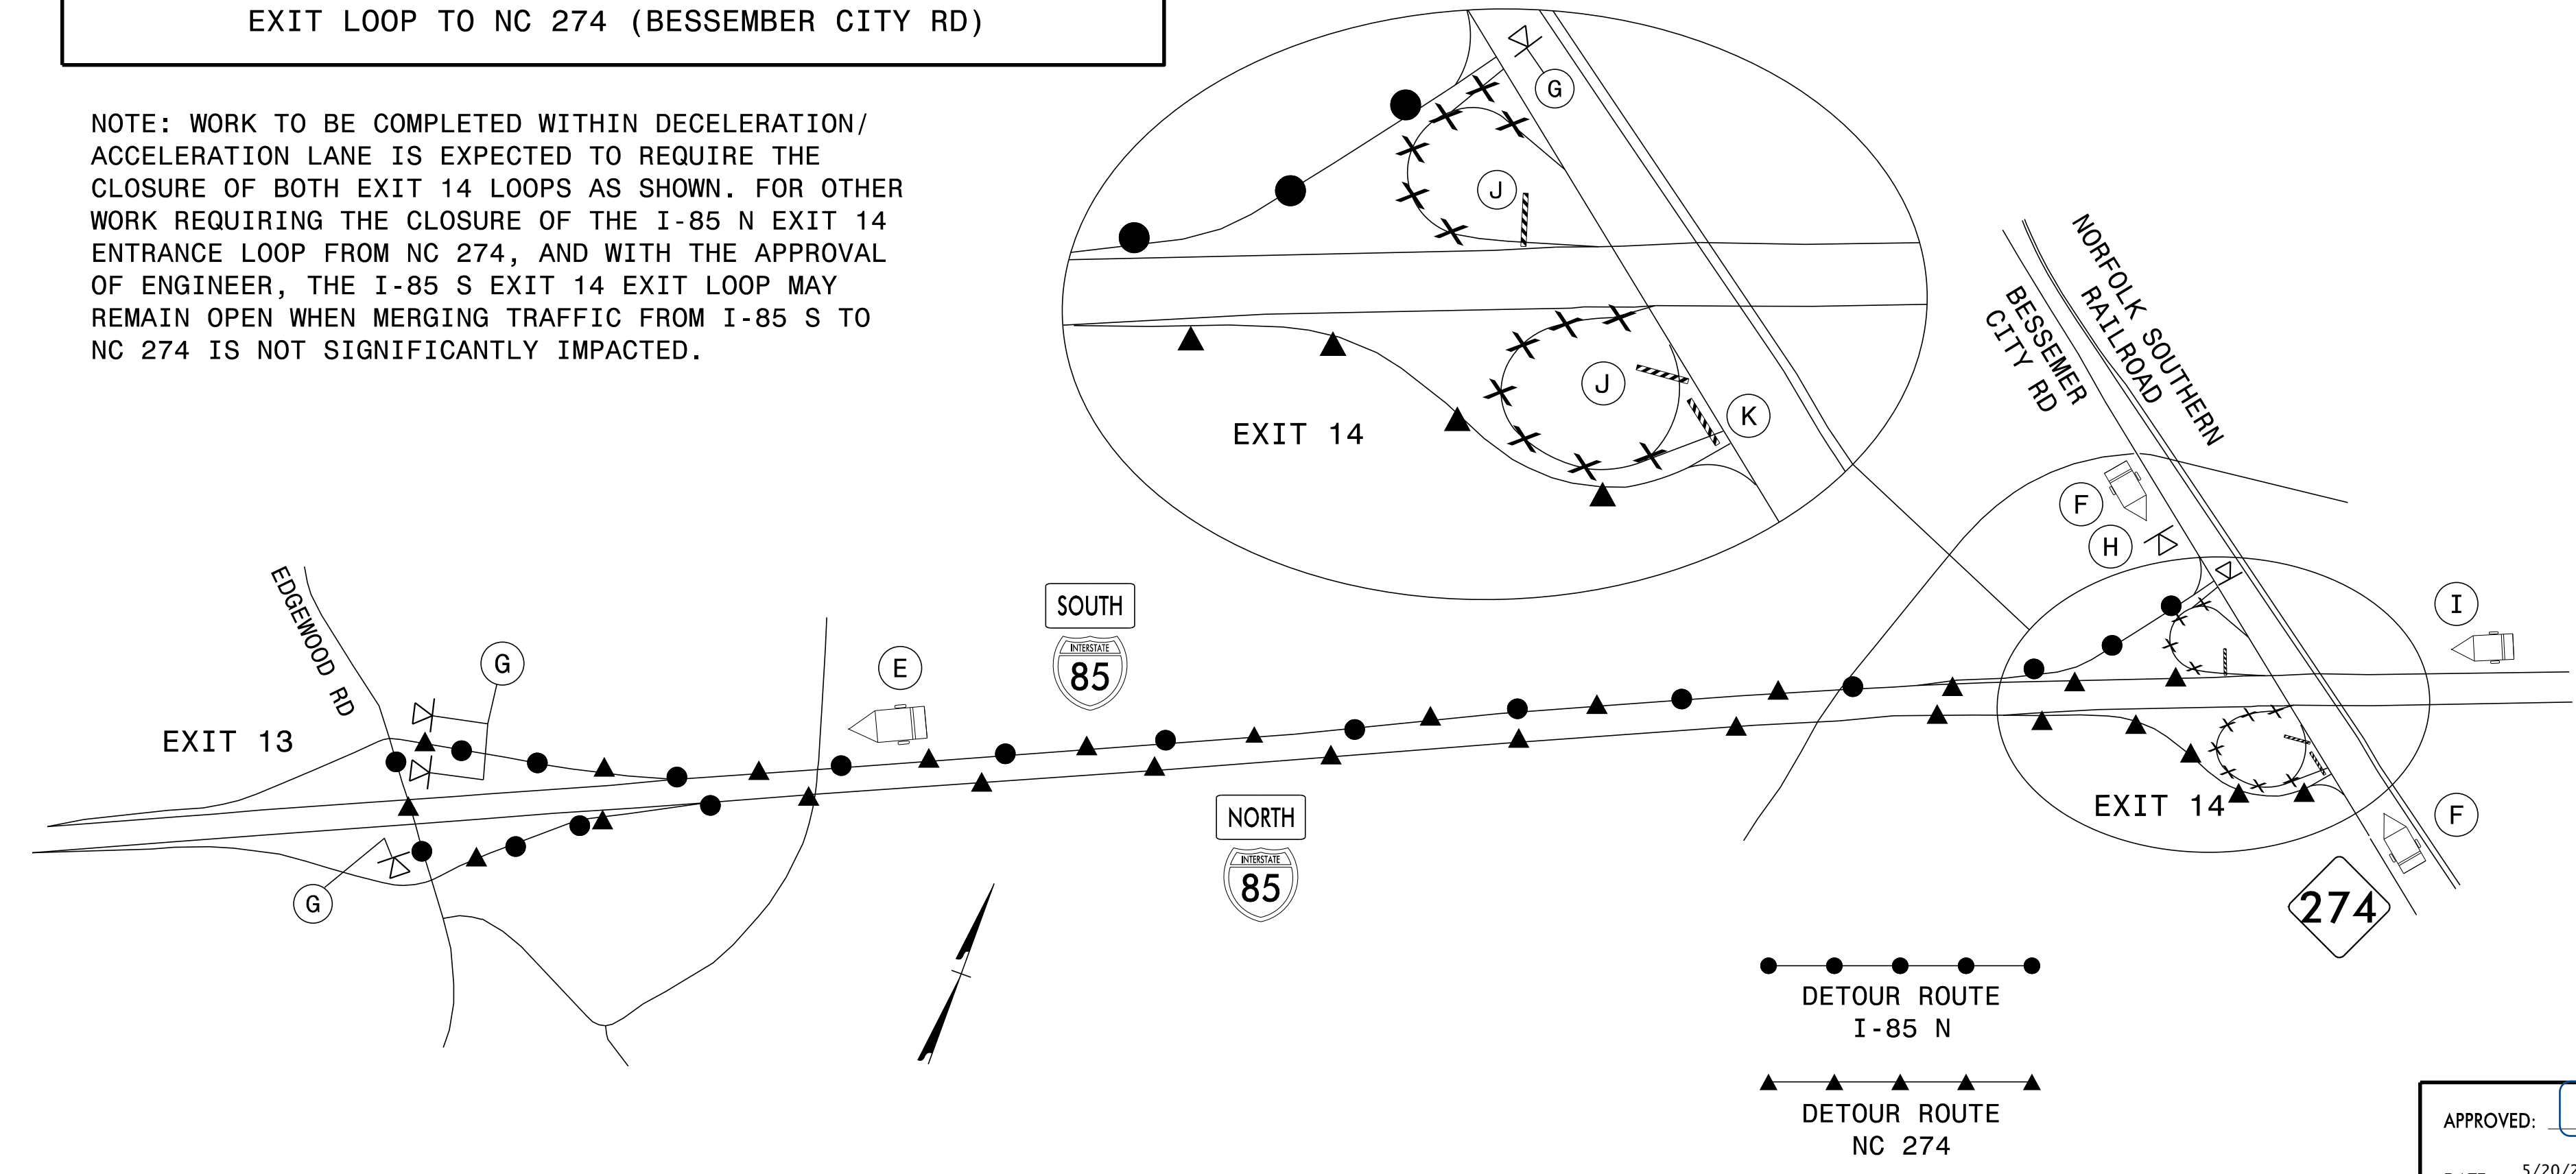 EXIT LOOP TO NC 274 (BESSEMBER CITY RD)
NOTE: WORK TO BE COMPLETED WITHIN DECELERATION/
ACCELERATION LANE IS EXPECTED TO REQUIRE THE
CLOSURE OF BOTH EXIT 14 LOOPS AS SHOWN. FOR OTHER
WORK REQUIRING THE CLOSURE OF THE I-85 N EXIT 14
ENTRANCE LOOP FROM NC 274, AND WITH THE APPROVAL
OF ENGINEER, THE I-85 S EXIT 14 EXIT LOOP MAY
REMAIN OPEN WHEN MERGING TRAFFIC FROM I-85 S TO
NC 274 IS NOT SIGNIFICANTLY IMPACTED.
G
J
J
K
EXIT 14
NORFOLK SOUTHERN
RAILROAD
BESSEMER
CITY RD
F
H
I
EDGEWOOD RD
G
EXIT 13
E
SOUTH
INTERSTATE
85
NORTH
INTERSTATE
85
G
EXIT 14
F
274
DETOUR ROUTE
I-85 N
DETOUR ROUTE
NC 274
APPROVED:
5/20/2